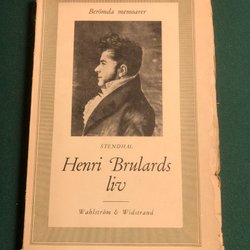 Berömda memoarer
STENDHAL
Henri Brulards
liv
Wahlström & Widstrand